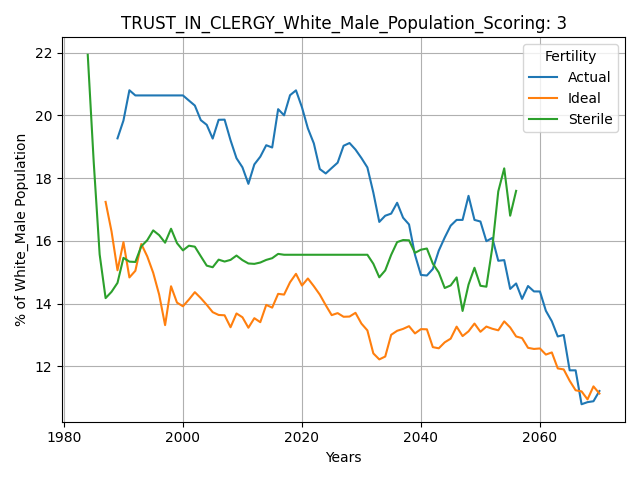 TRUST_IN_CLERGY_White_Male_Population_Scoring: 3
Fertility
Actual
Ideal
Sterile
% of White_Male Population
22
20
18
16
14
12
1980 2000 2020 2040 2060
Years